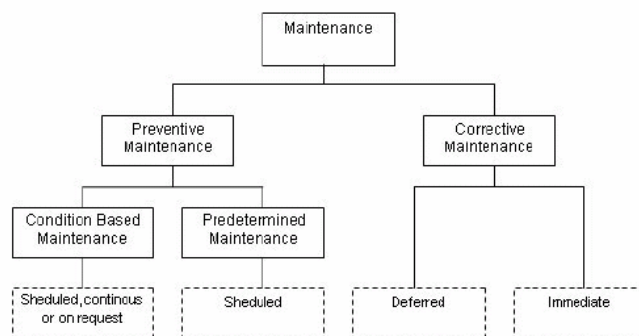 Maintenance
Preventive
Maintenance
Corrective
Maintenance
Condition Based
Maintenance
Predetermined
Maintenance
Sheduled, continous
or on request
Sheduled
Deferred
Immediate